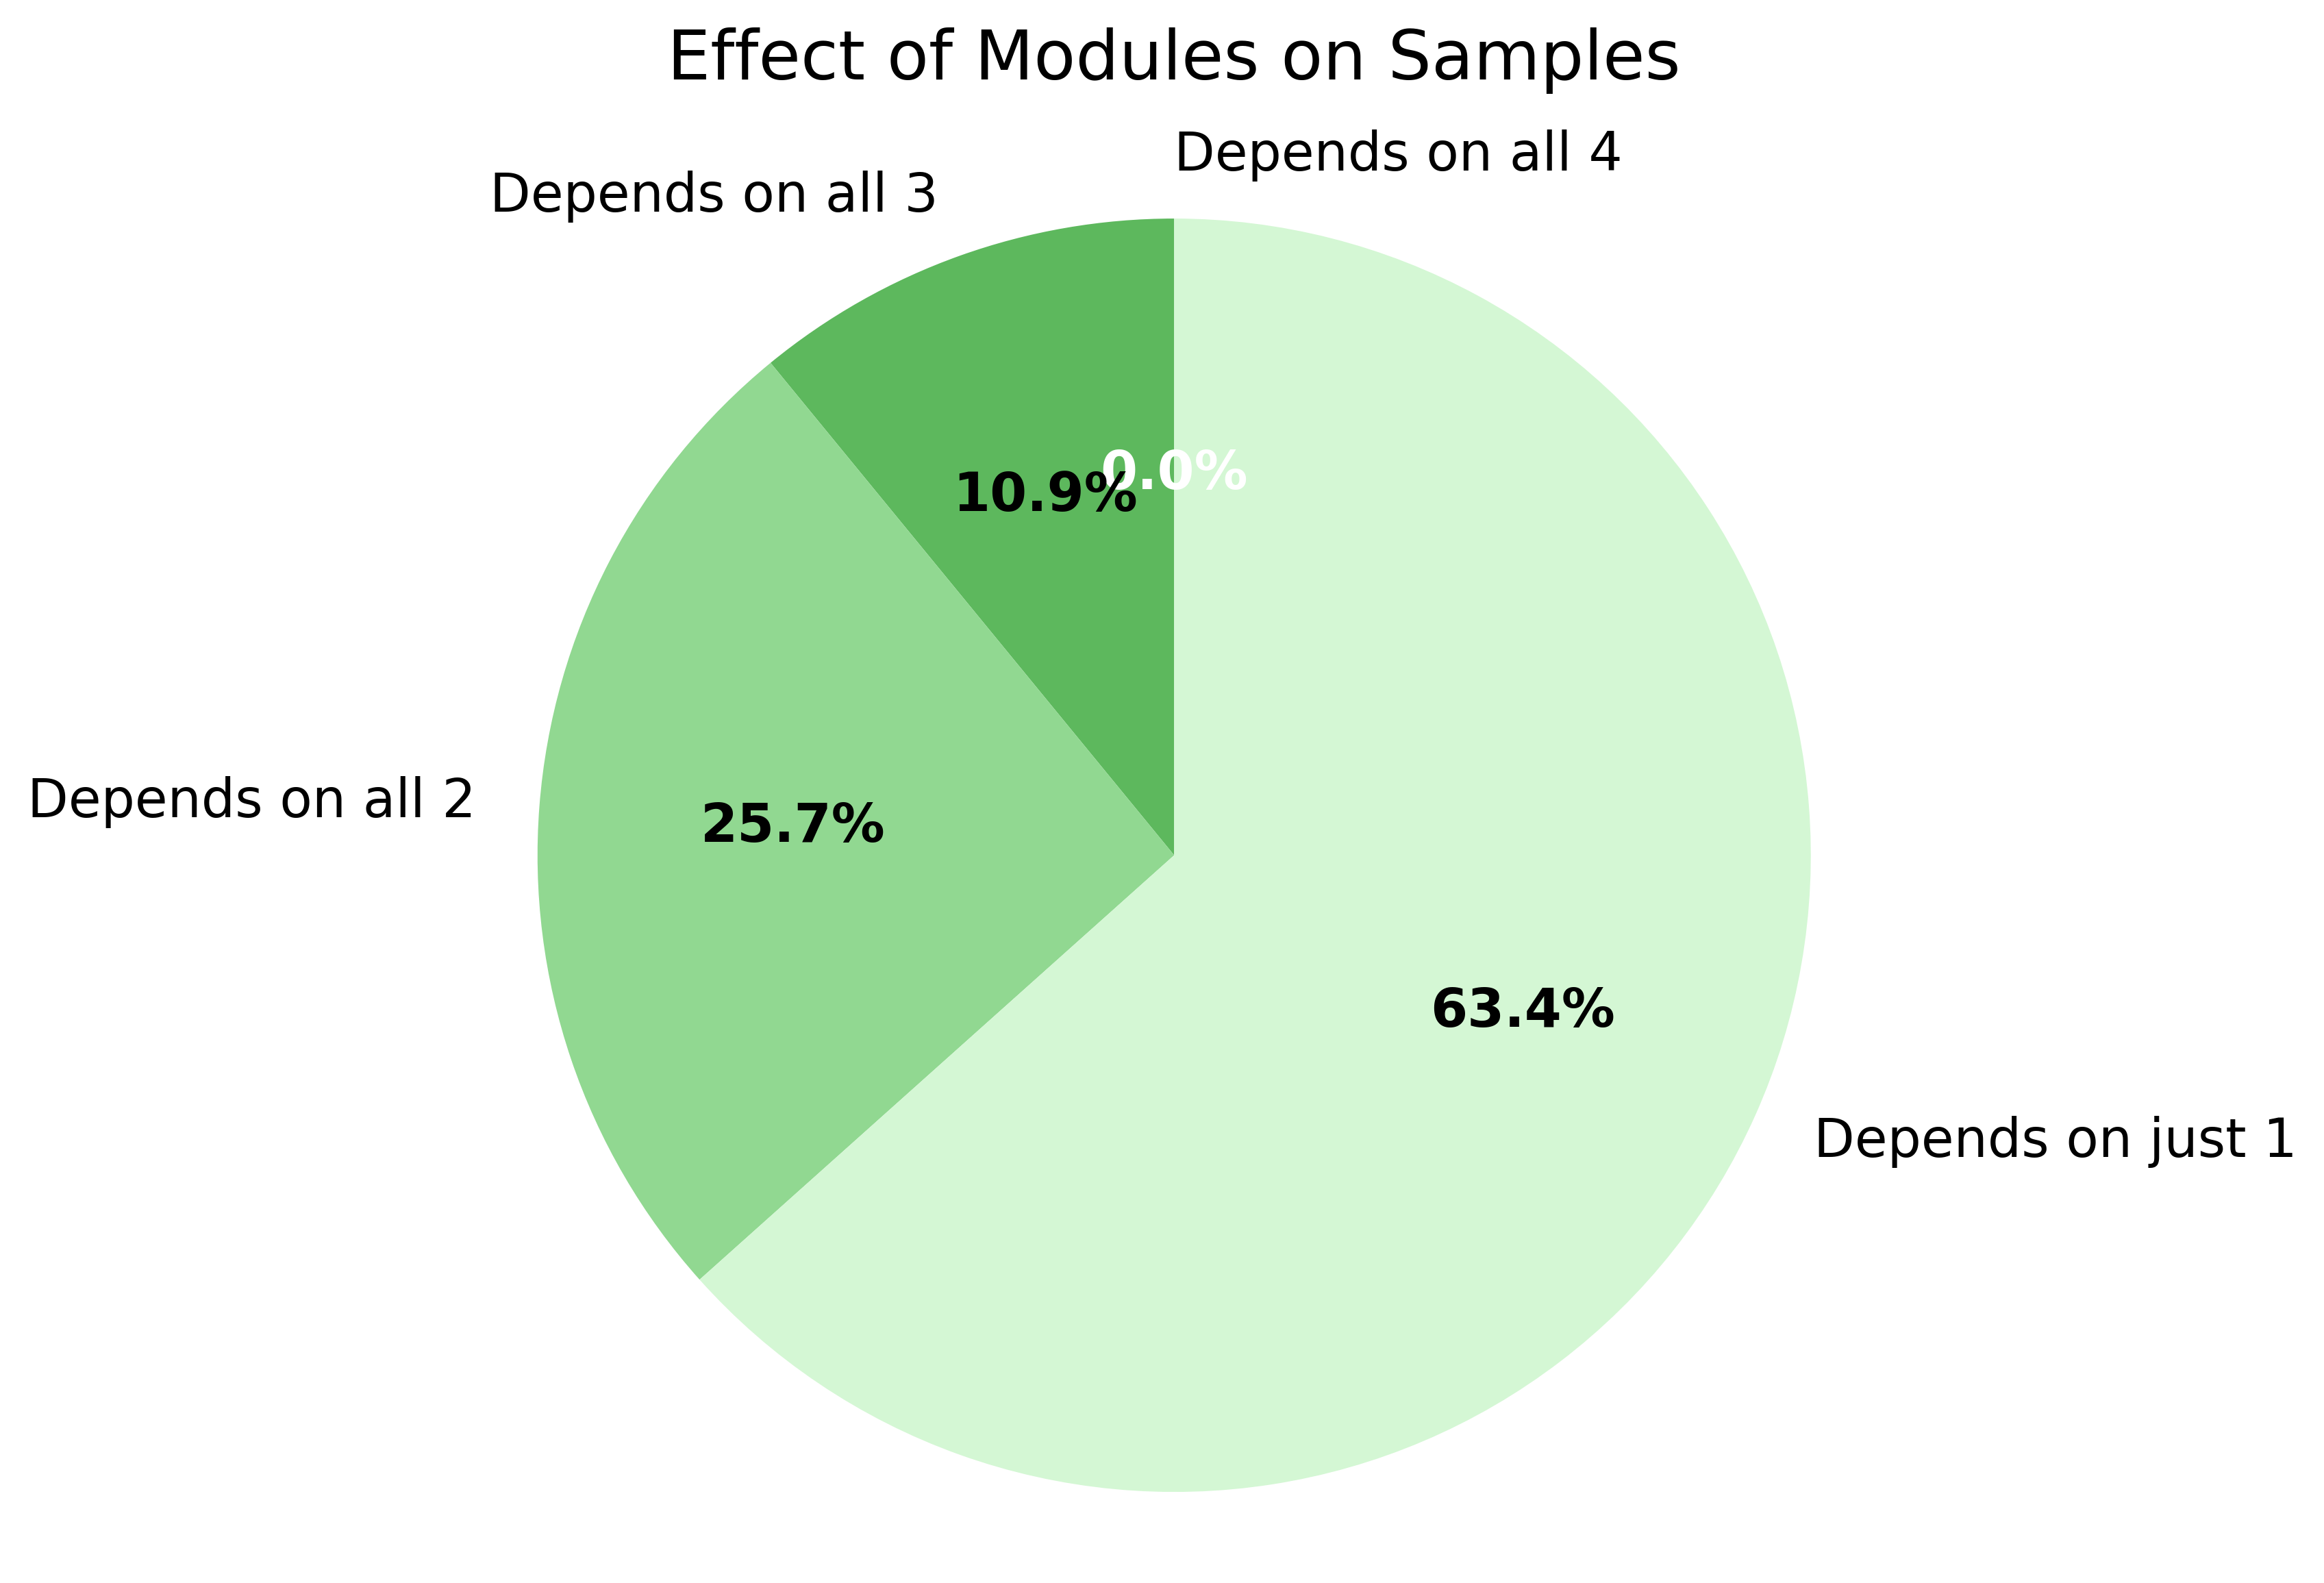 Effect of Modules on Samples
Depends on all 4
Depends on all 3
0.0%
10.9%
Depends on all 2
25.7%
63.4%
Depends on just 1